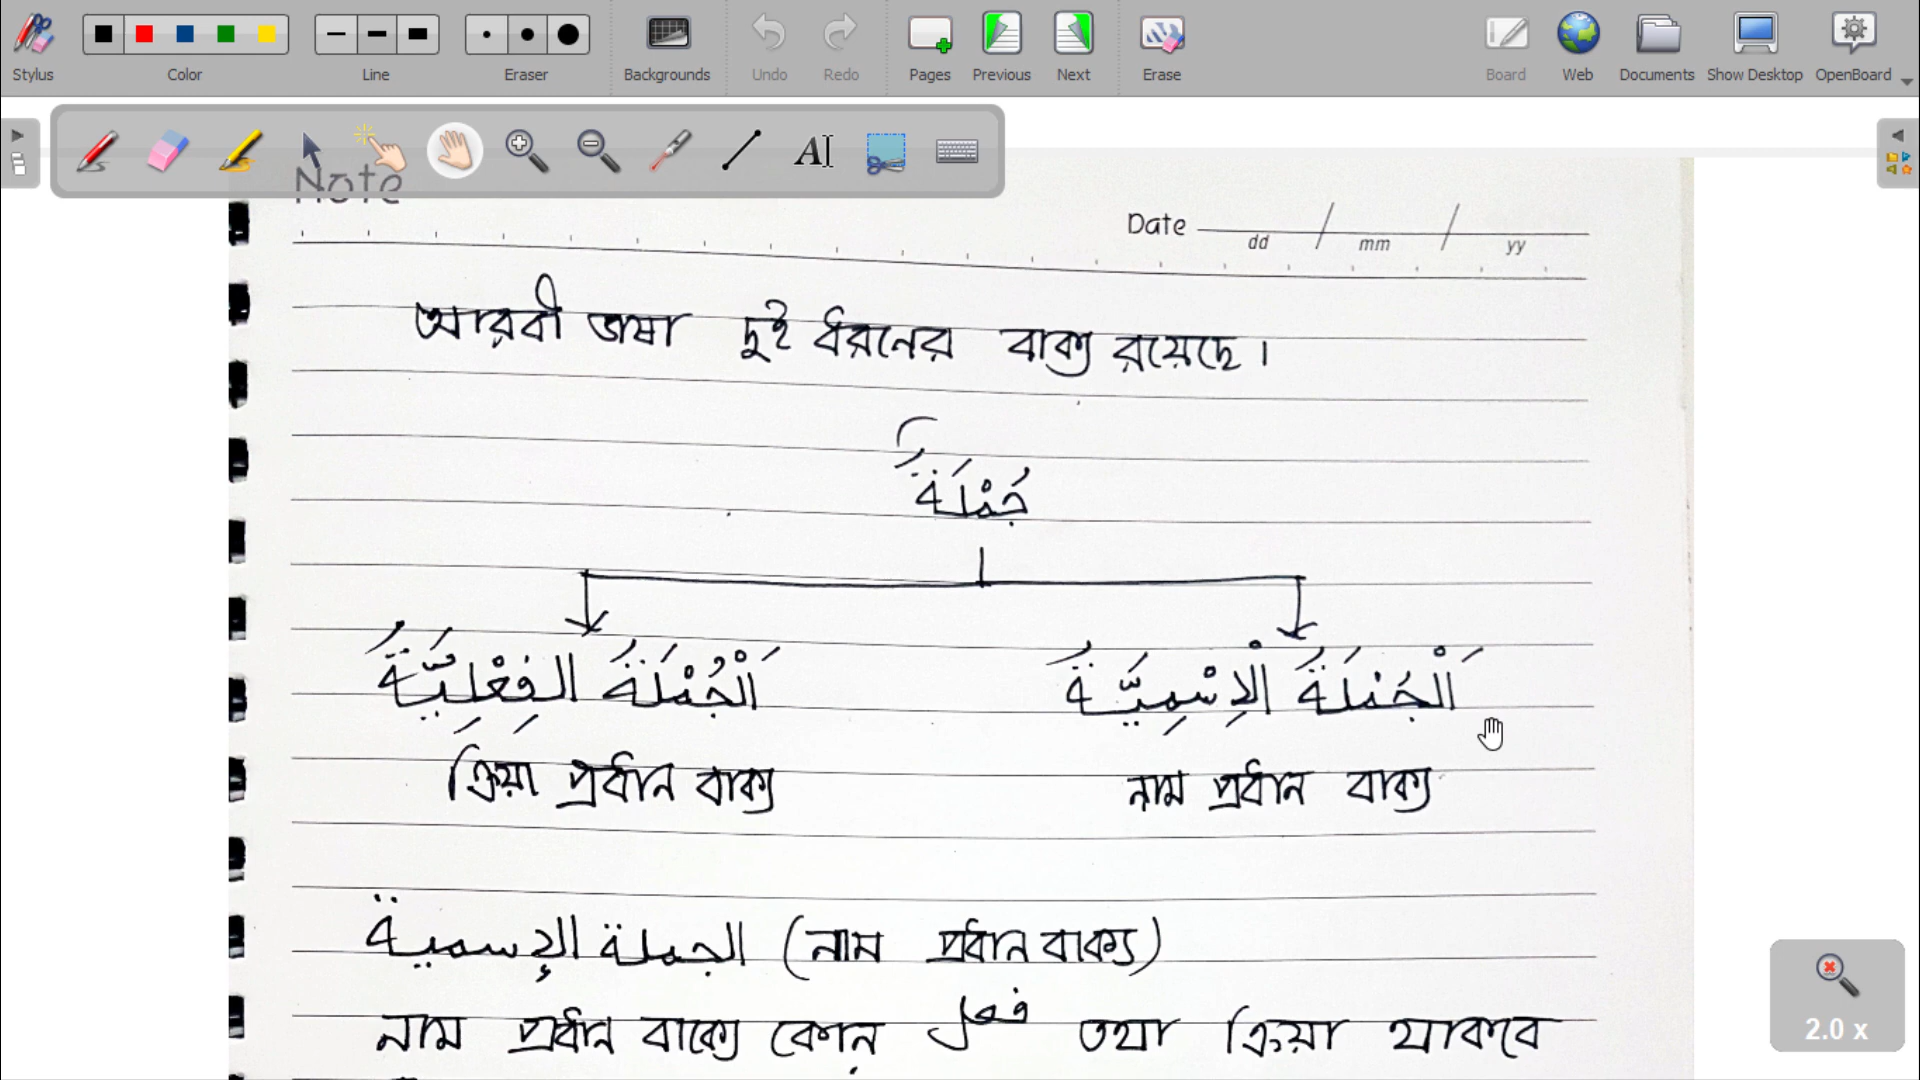 Stylus Color Line Eraser Backgrounds Undo Redo Pages Previous Next Erase Board Web Documents Show Desktop OpenBoard
Note
Date
dd / mm / yy
আরবী ভাষা দুই ধরনের বাক্য রয়েছে।
جُمْلَةٌ
اَلْجُمْلَةُ الفِعْلِيَّةُ اَلْجُمْلَةُ الْاِسْمِيَّةُ
ক্রিয়া প্রধান বাক্য নাম প্রধান বাক্য
الجملة الإسمية (নাম প্রধান বাক্য)
নাম প্রধান বাক্যে কোন فعل তথা ক্রিয়া থাকবে
2.0 x